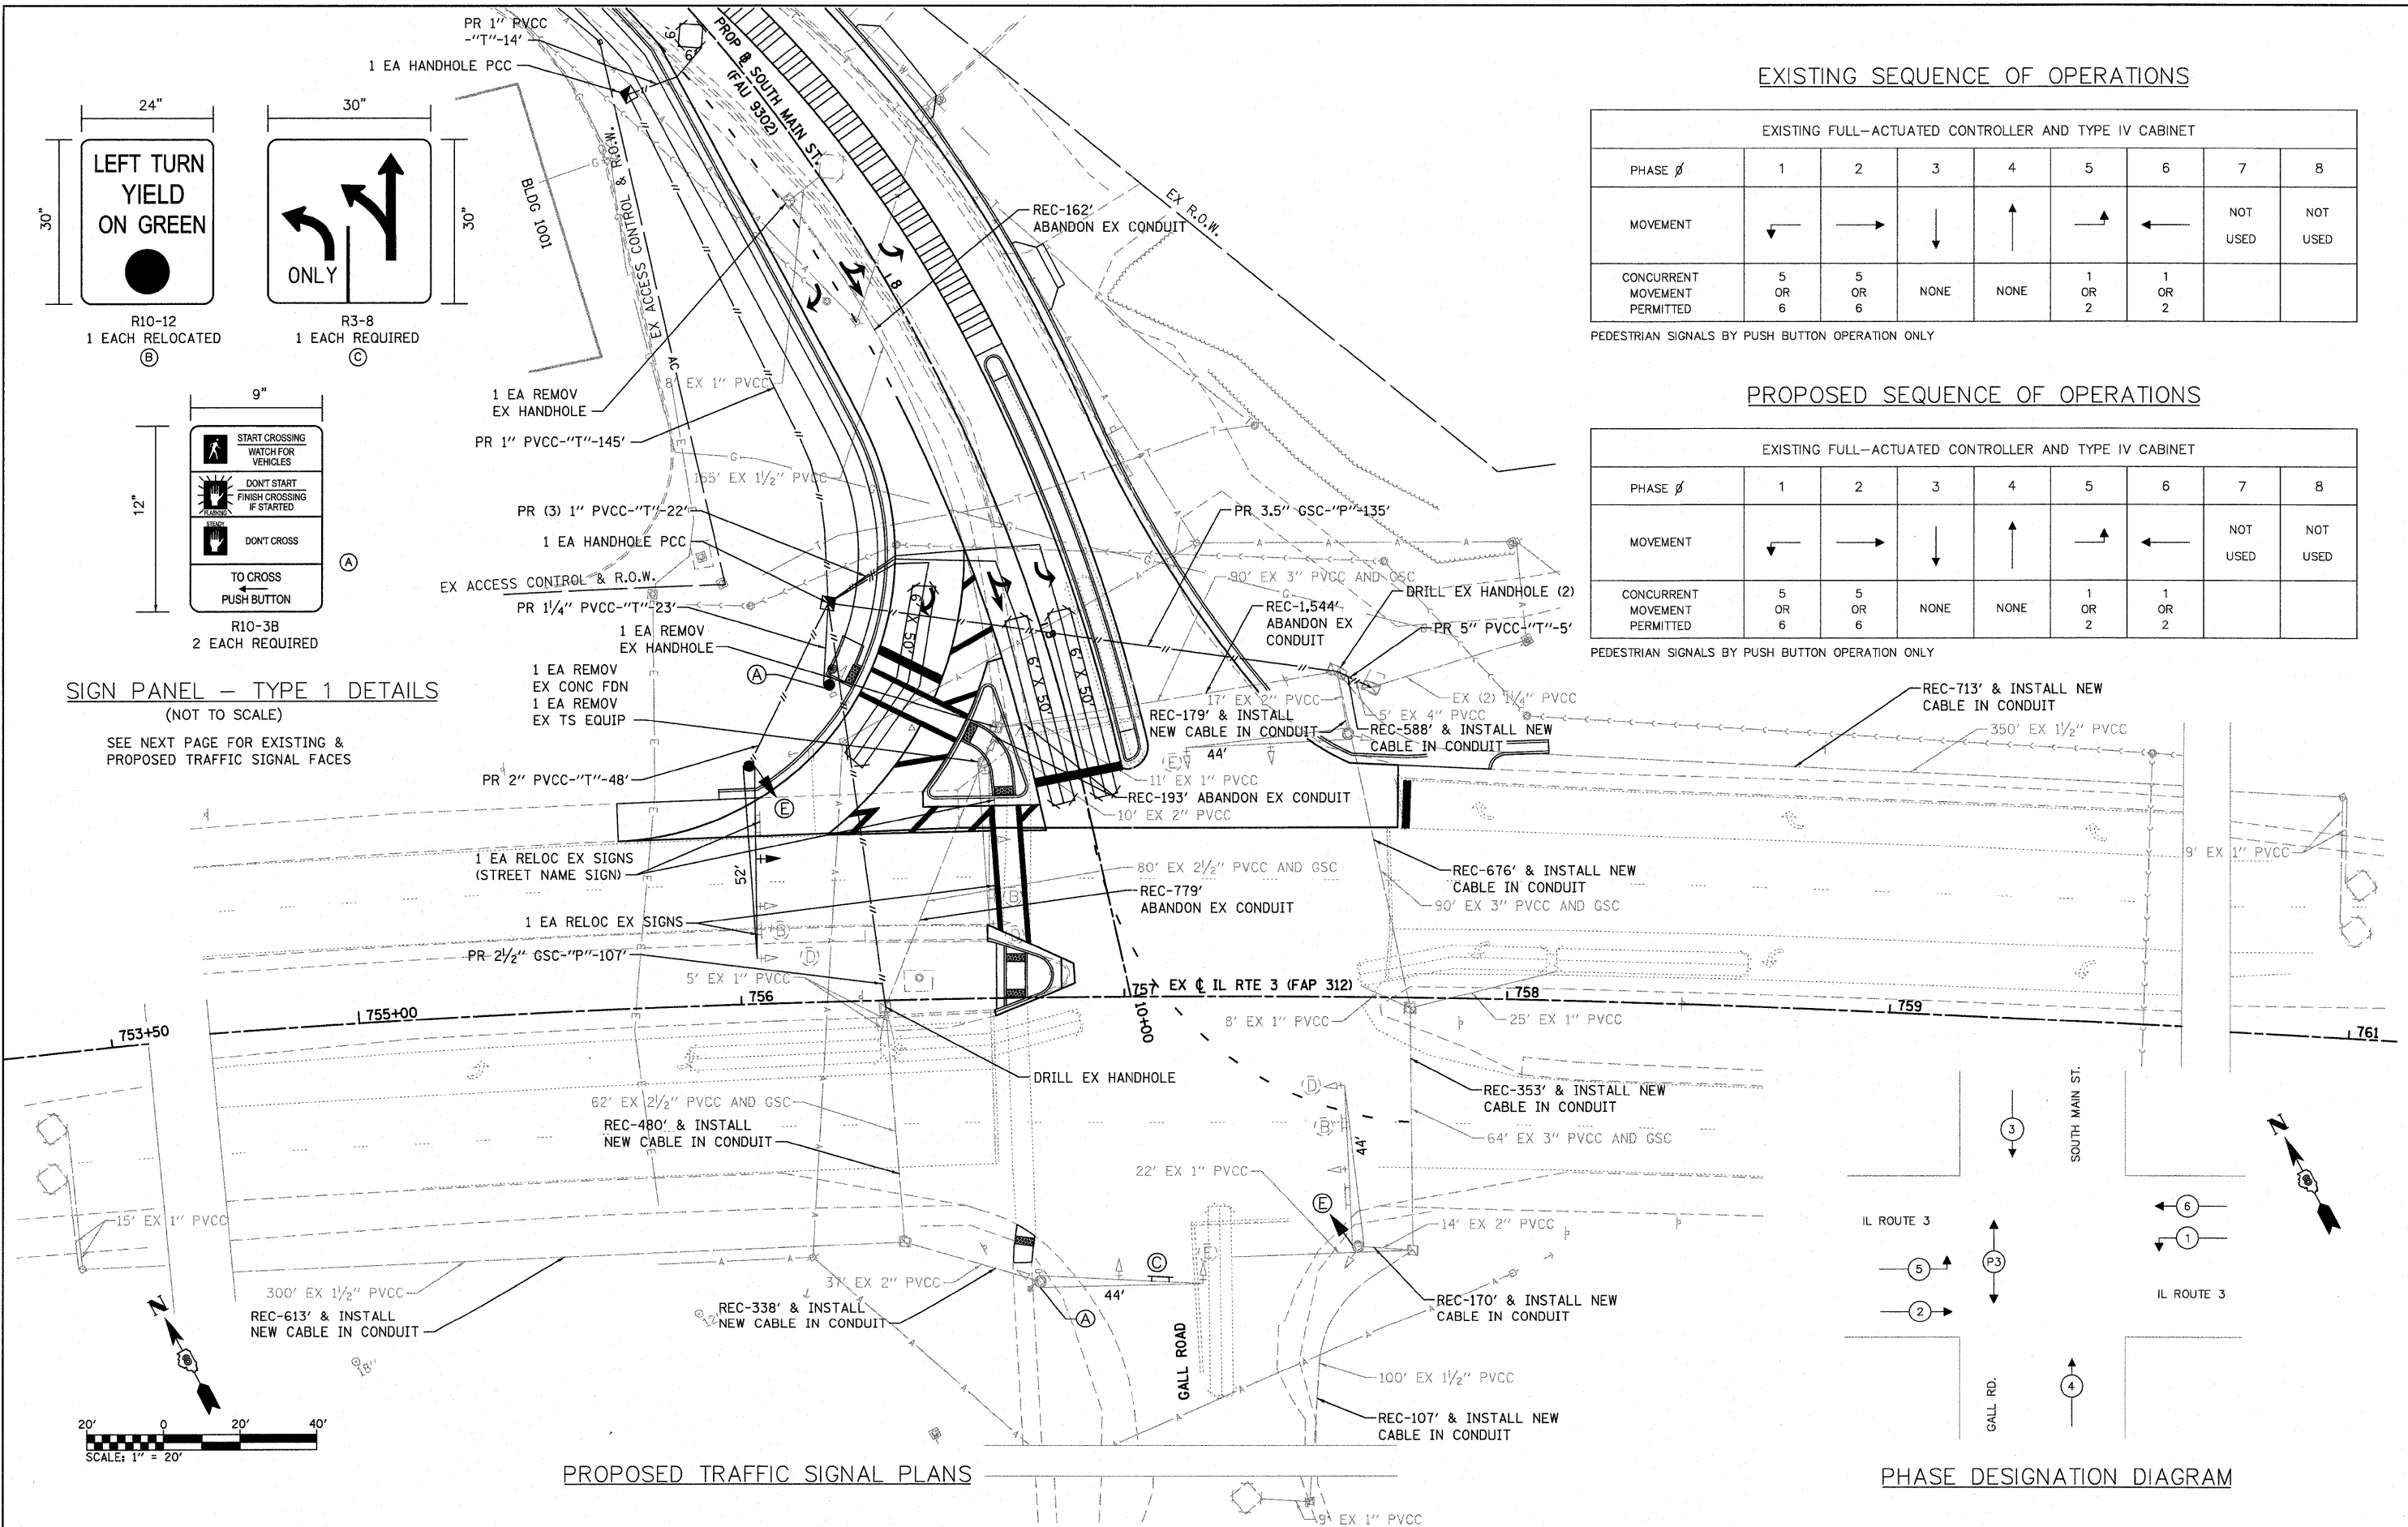 PR 1" PVCC
-"T"-14'
1 EA HANDHOLE PCC
6'
6'
PROP ℄ SOUTH MAIN ST.
(FAU 9302)
24"
30"
LEFT TURN
YIELD
ON GREEN
R10-12
1 EACH RELOCATED
B
30"
30"
ONLY
R3-8
1 EACH REQUIRED
C
9"
12"
START CROSSING
WATCH FOR
VEHICLES
FLASHING
DON'T START
FINISH CROSSING
IF STARTED
STEADY
DON'T CROSS
TO CROSS
PUSH BUTTON
A
R10-3B
2 EACH REQUIRED
SIGN PANEL – TYPE 1 DETAILS
(NOT TO SCALE)
SEE NEXT PAGE FOR EXISTING &
PROPOSED TRAFFIC SIGNAL FACES
BLDG 1001
EX ACCESS CONTROL & R.O.W.
AC
EX R.O.W.
REC-162'
ABANDON EX CONDUIT
8' EX 1" PVCC
1 EA REMOV
EX HANDHOLE
PR 1" PVCC-"T"-145'
155' EX 1½" PVCC
PR (3) 1" PVCC-"T"-22'
1 EA HANDHOLE PCC
EX ACCESS CONTROL & R.O.W.
PR 1¼" PVCC-"T"-23'
1 EA REMOV
EX HANDHOLE
1 EA REMOV
EX CONC FDN
1 EA REMOV
EX TS EQUIP
A
PR 2" PVCC-"T"-48'
E
6' X 50'
6' X 50'
6' X 50'
PR 3.5" GSC-"P"-135'
90' EX 3" PVCC AND GSC
DRILL EX HANDHOLE (2)
REC-1,544'
ABANDON EX
CONDUIT
PR 5" PVCC-"T"-5'
17' EX 2" PVCC
EX (2) 1¼" PVCC
5' EX 4" PVCC
REC-179' & INSTALL
NEW CABLE IN CONDUIT
REC-588' & INSTALL NEW
CABLE IN CONDUIT
44'
(E)
11' EX 1" PVCC
REC-193' ABANDON EX CONDUIT
10' EX 2" PVCC
REC-713' & INSTALL NEW
CABLE IN CONDUIT
350' EX 1½" PVCC
9' EX 1" PVCC
1 EA RELOC EX SIGNS
(STREET NAME SIGN)
52'
80' EX 2½" PVCC AND GSC
REC-779'
ABANDON EX CONDUIT
REC-676' & INSTALL NEW
CABLE IN CONDUIT
90' EX 3" PVCC AND GSC
1 EA RELOC EX SIGNS
(B)
(B)
(D)
(D)
PR 2½" GSC-"P"-107'
5' EX 1" PVCC
753+50
755+00
756
757
EX ℄ IL RTE 3 (FAP 312)
758
759
761
10+00
8' EX 1" PVCC
25' EX 1" PVCC
DRILL EX HANDHOLE
62' EX 2½" PVCC AND GSC
REC-480' & INSTALL
NEW CABLE IN CONDUIT
(D)
(B)
44'
REC-353' & INSTALL NEW
CABLE IN CONDUIT
64' EX 3" PVCC AND GSC
22' EX 1" PVCC
E
14' EX 2" PVCC
15' EX 1" PVCC
300' EX 1½" PVCC
REC-613' & INSTALL
NEW CABLE IN CONDUIT
37' EX 2" PVCC
REC-338' & INSTALL
NEW CABLE IN CONDUIT
C
(E)
44'
A
REC-170' & INSTALL NEW
CABLE IN CONDUIT
12"
18"
GALL ROAD
100' EX 1½" PVCC
REC-107' & INSTALL NEW
CABLE IN CONDUIT
9' EX 1" PVCC
N
20' 0 20' 40'
SCALE: 1" = 20'
PROPOSED TRAFFIC SIGNAL PLANS
EXISTING SEQUENCE OF OPERATIONS
EXISTING FULL-ACTUATED CONTROLLER AND TYPE IV CABINET
PHASE Ø 1 2 3 4 5 6 7 8
MOVEMENT NOT USED NOT USED
CONCURRENT MOVEMENT PERMITTED 5 OR 6 5 OR 6 NONE NONE 1 OR 2 1 OR 2
PEDESTRIAN SIGNALS BY PUSH BUTTON OPERATION ONLY
PROPOSED SEQUENCE OF OPERATIONS
EXISTING FULL-ACTUATED CONTROLLER AND TYPE IV CABINET
PHASE Ø 1 2 3 4 5 6 7 8
MOVEMENT NOT USED NOT USED
CONCURRENT MOVEMENT PERMITTED 5 OR 6 5 OR 6 NONE NONE 1 OR 2 1 OR 2
PEDESTRIAN SIGNALS BY PUSH BUTTON OPERATION ONLY
SOUTH MAIN ST.
3
IL ROUTE 3
6
1
5
P3
2
IL ROUTE 3
GALL RD.
4
N
PHASE DESIGNATION DIAGRAM